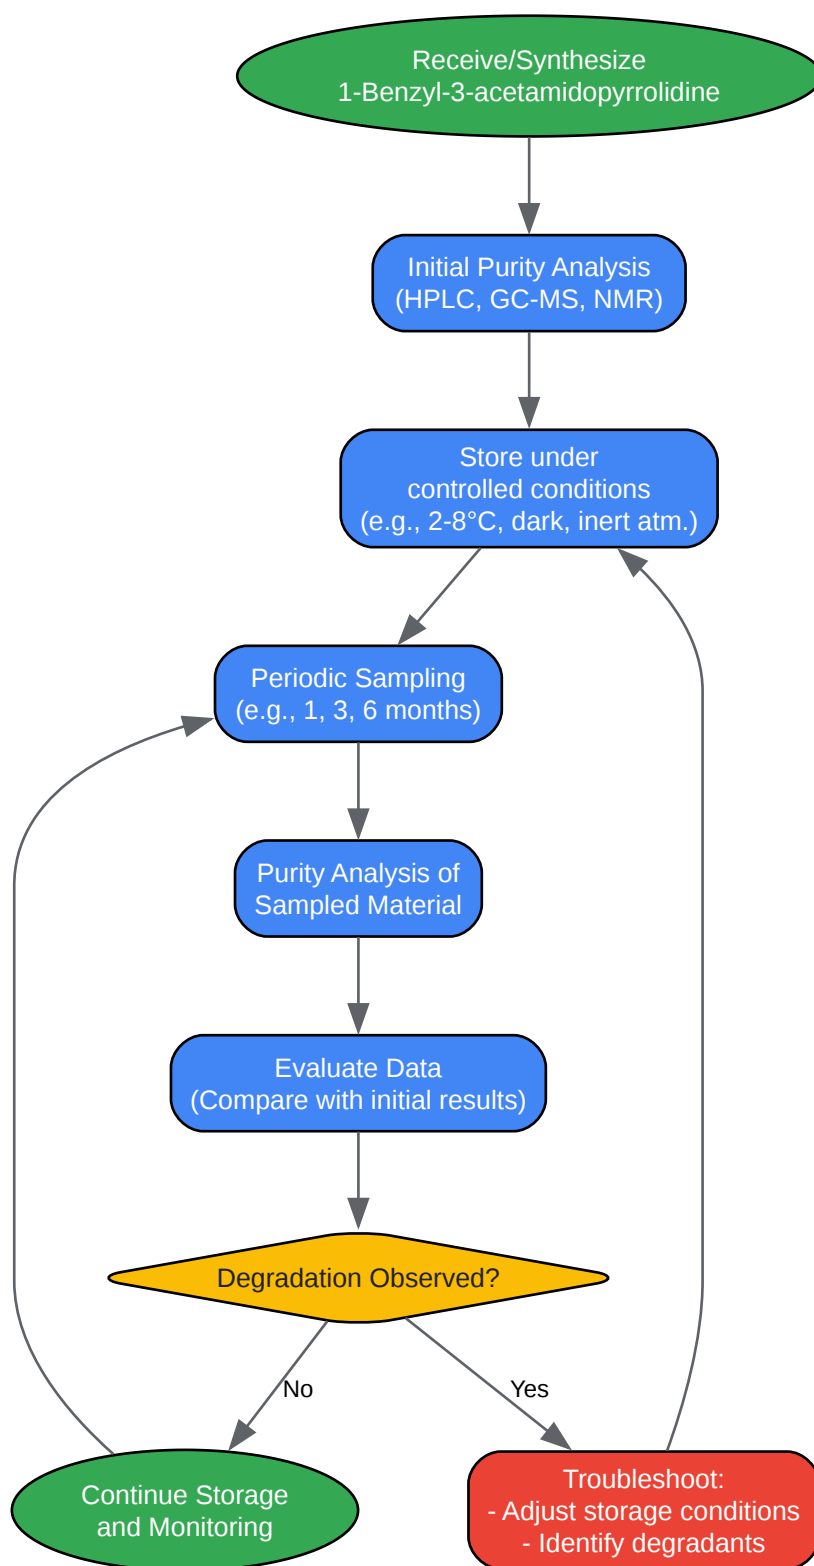 Receive/Synthesize
1-Benzyl-3-acetamidopyrrolidine
Initial Purity Analysis
(HPLC, GC-MS, NMR)
Store under
controlled conditions
(e.g., 2-8°C, dark, inert atm.)
Periodic Sampling
(e.g., 1, 3, 6 months)
Purity Analysis of
Sampled Material
Evaluate Data
(Compare with initial results)
Degradation Observed?
No
Yes
Continue Storage
and Monitoring
Troubleshoot:
- Adjust storage conditions
- Identify degradants